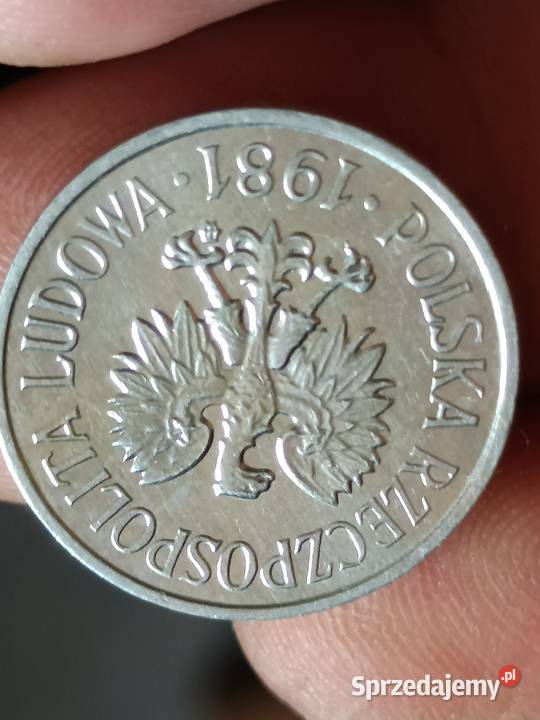 POLSKA RZECZPOSPOLITA LUDOWA · 1981 ·
Sprzedajemy.pl